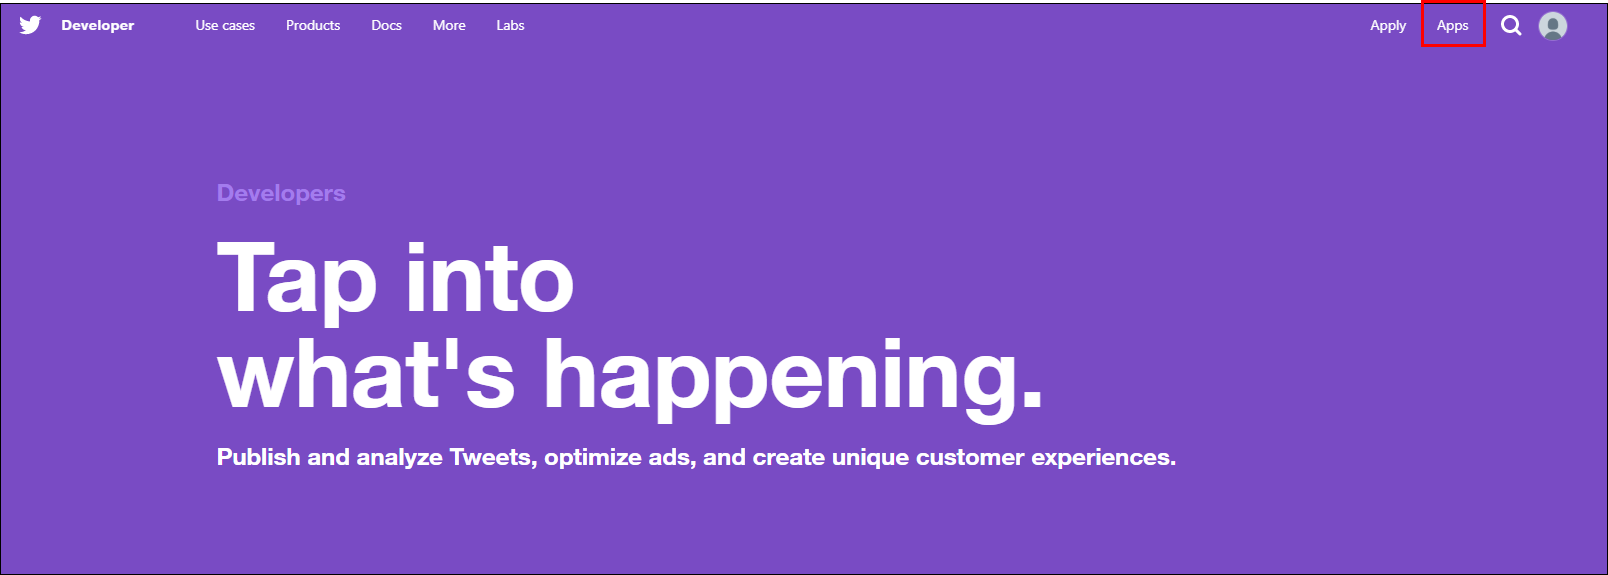 Developer Use cases Products Docs More Labs Apply Apps
Developers
Tap into
what's happening.
Publish and analyze Tweets, optimize ads, and create unique customer experiences.